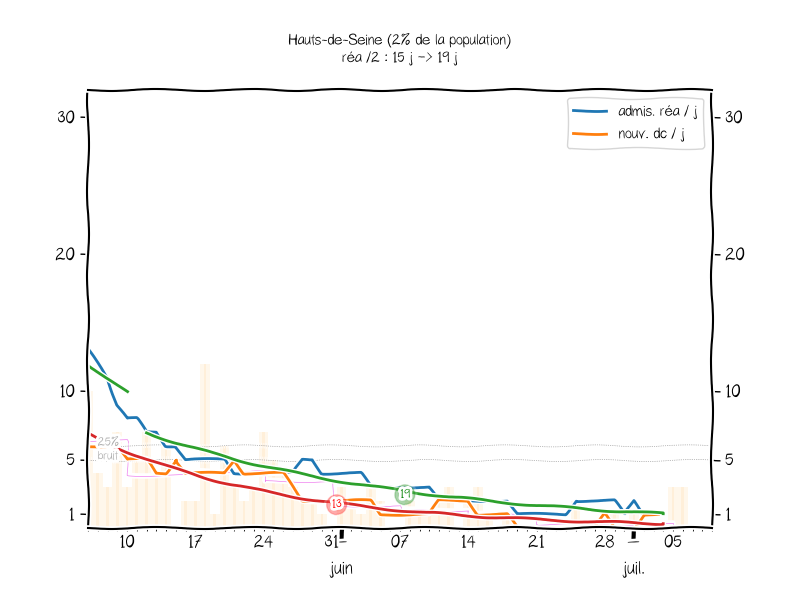 Hauts-de-Seine (2% de la population)
réa /2 : 15 j -> 19 j
admis. réa / j
nouv. dc / j
30
30
20
20
10
10
25%
bruit
5
5
19
13
1
1
10 17 24 31 07 14 21 28 05
juin juil.